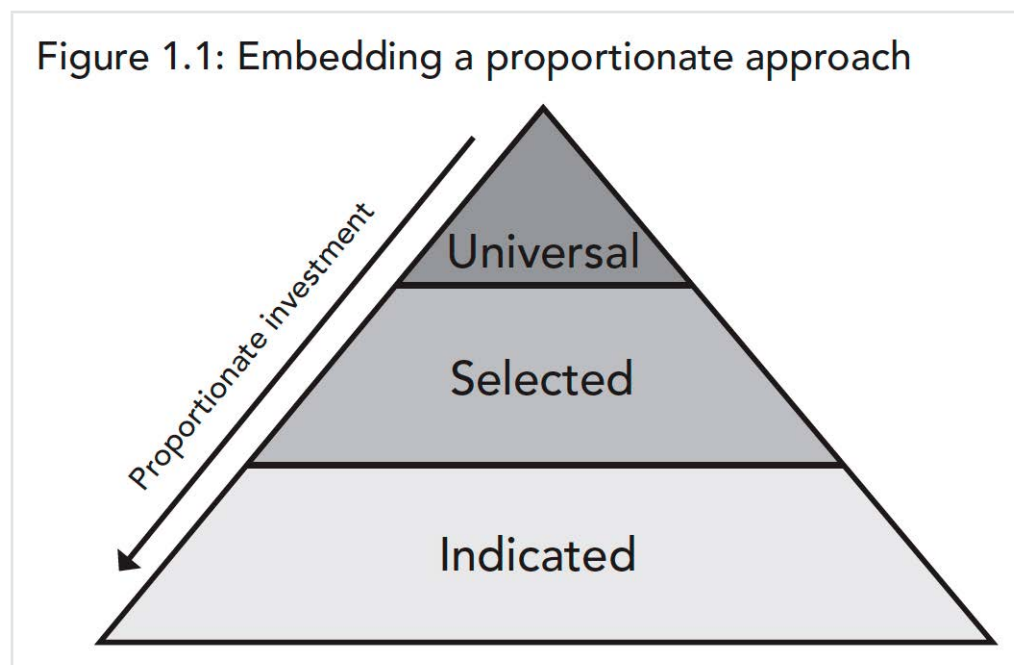 Figure 1.1: Embedding a proportionate approach
Proportionate investment
Universal
Selected
Indicated